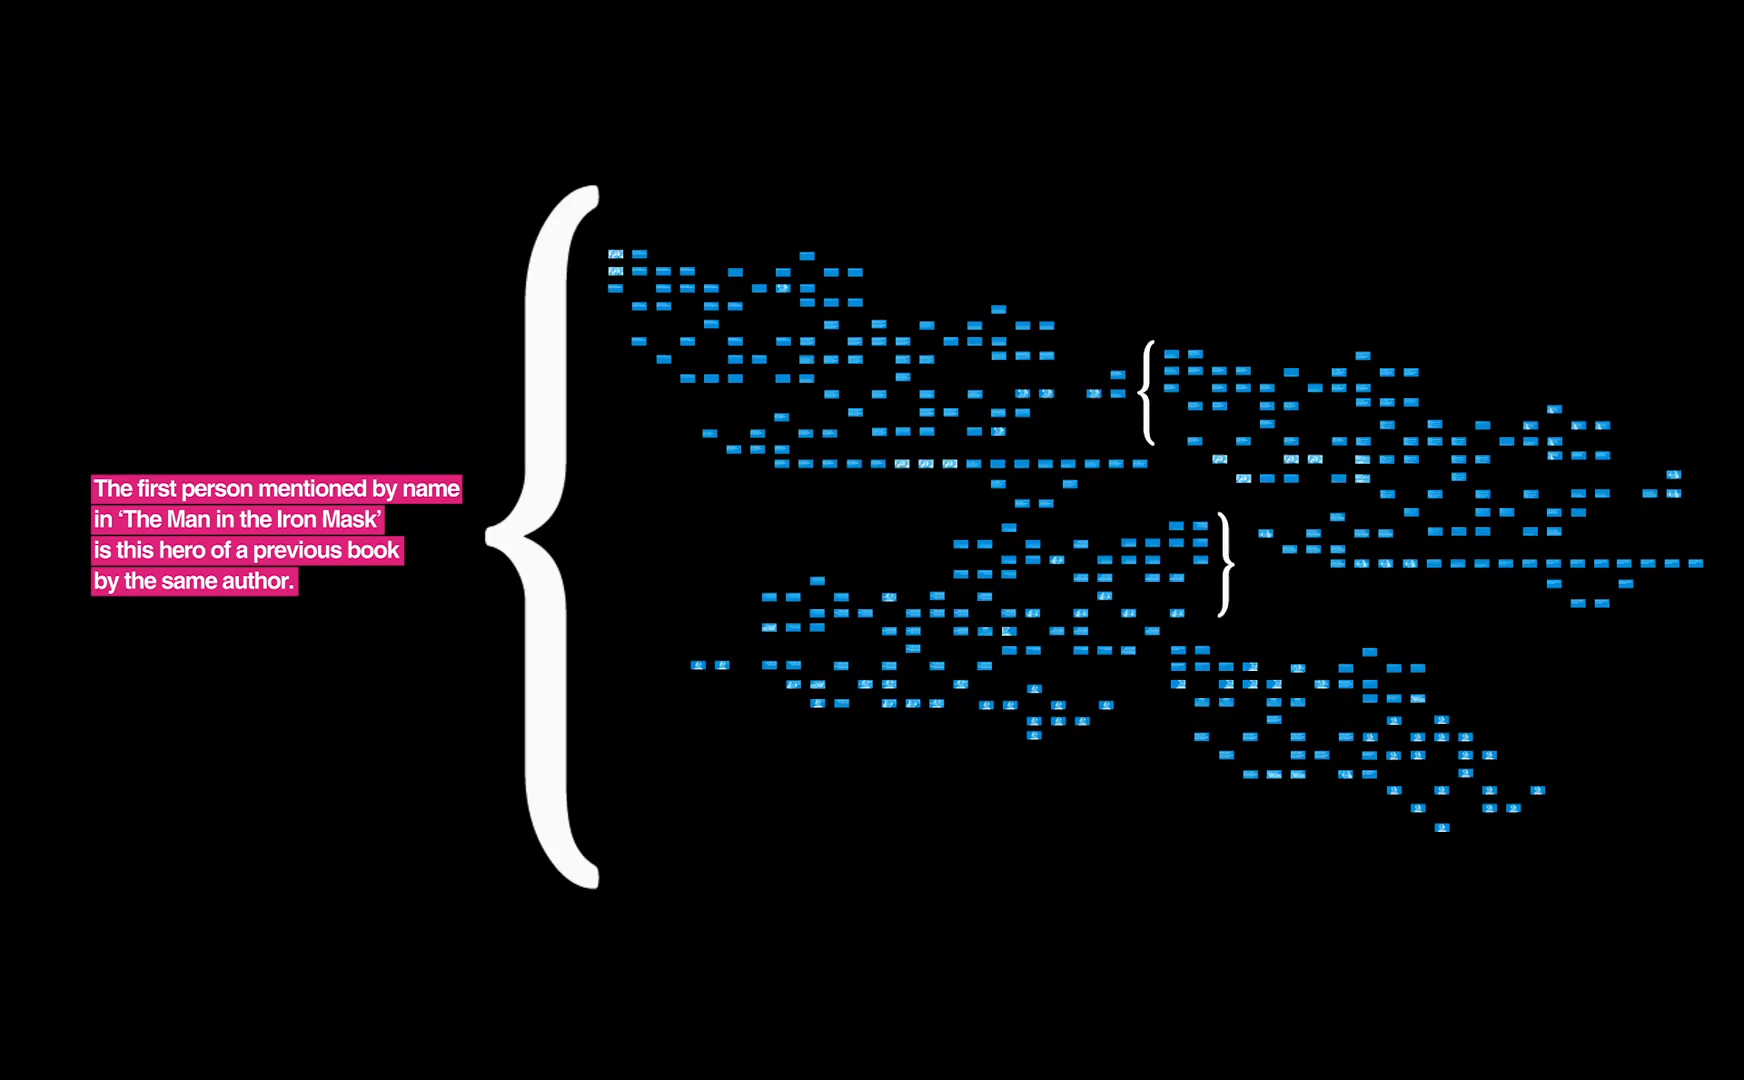 The first person mentioned by name
in ‘The Man in the Iron Mask’
is this hero of a previous book
by the same author.